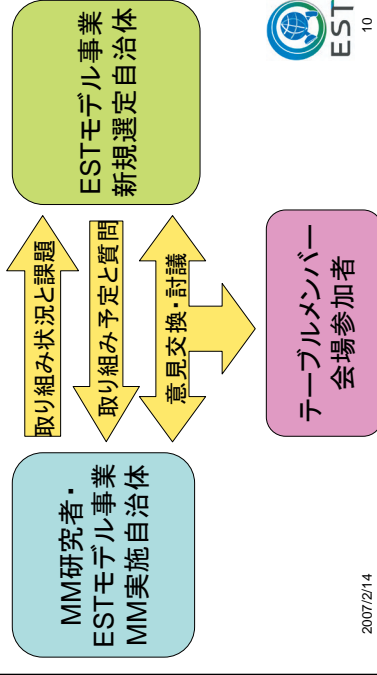 MM研究者・
ESTモデル事業
MM実施自治体
取り組み状況と課題
取り組み予定と質問
意見交換・討議
ESTモデル事業
新規選定自治体
テーブルメンバー
会場参加者
2007/2/14
EST
10